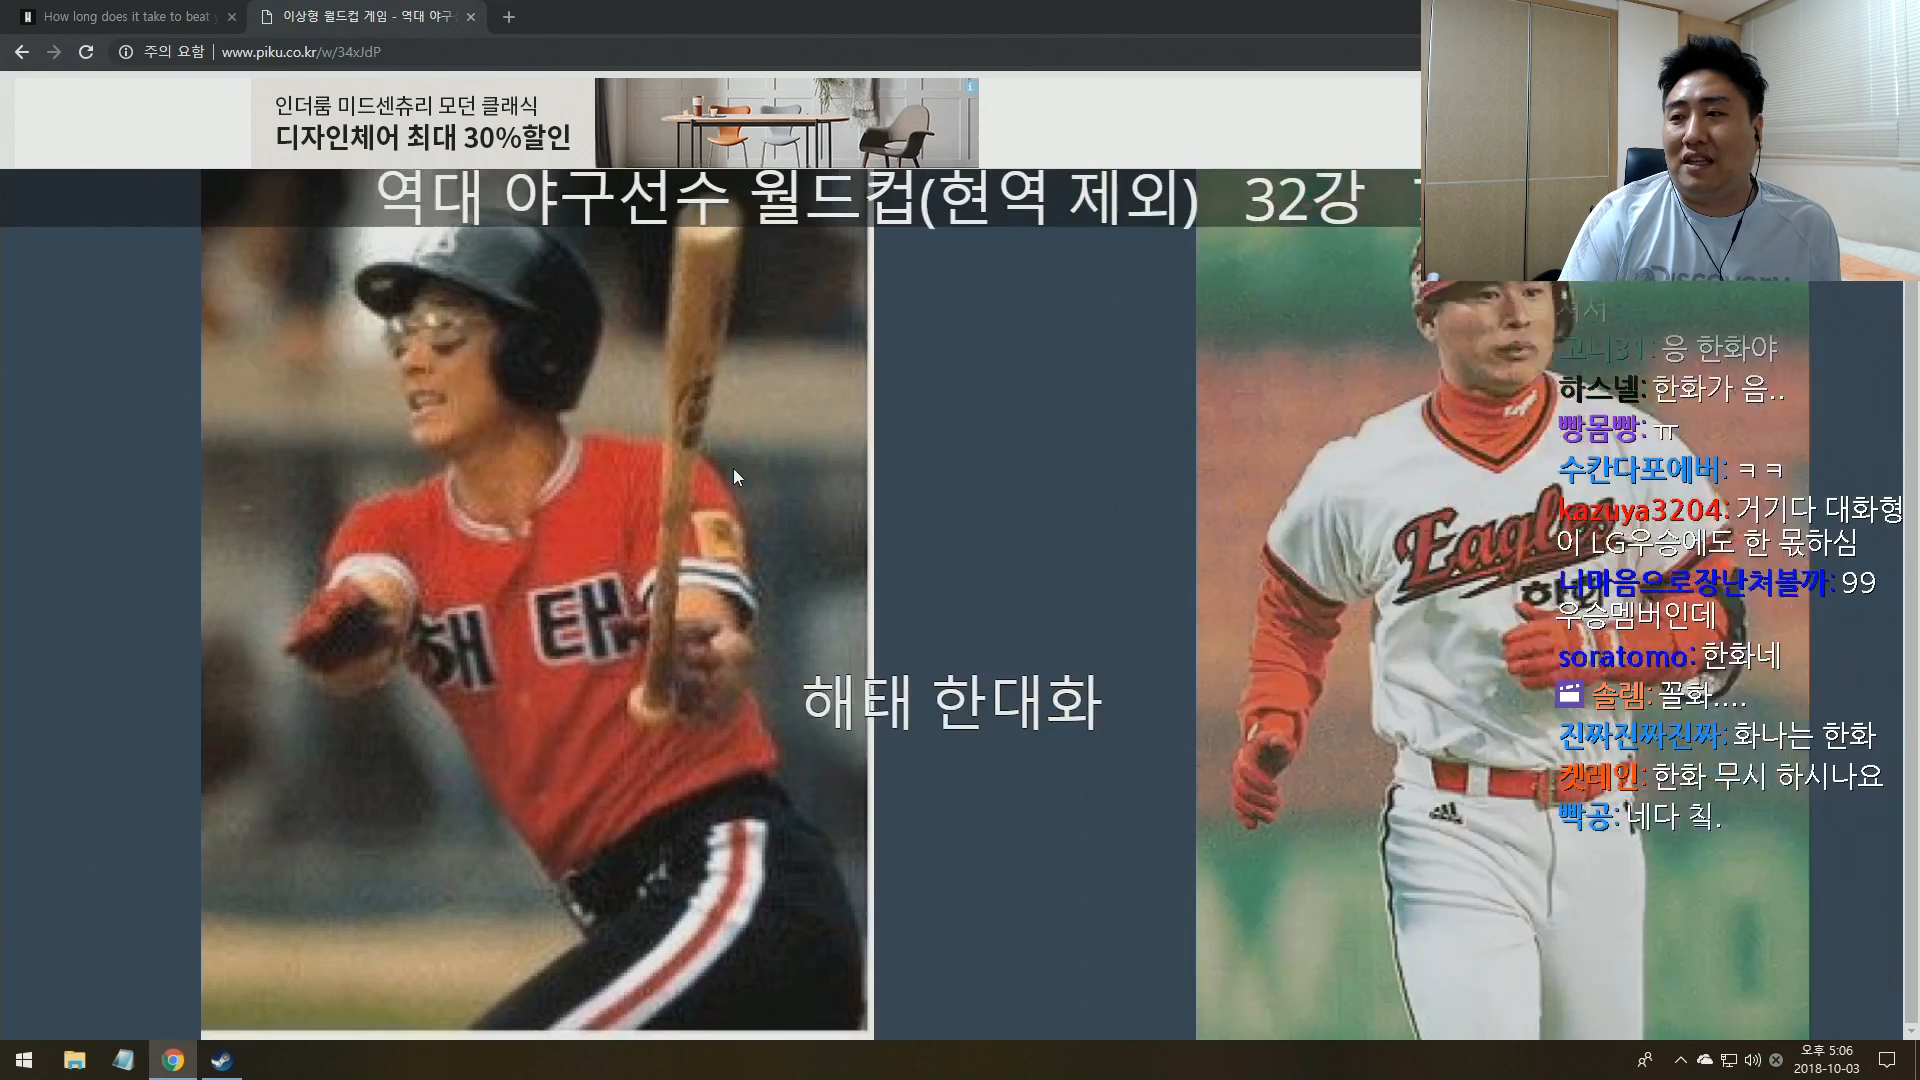 How long does it take to beat
이상형 월드컵 게임 - 역대 야구
주의 요함
www.piku.co.kr/w/34xJdP
인더룸 미드센츄리 모던 클래식
디자인체어 최대 30%할인
역대 야구선수 월드컵(현역 제외) 32강
Discovery
해태
Eagles
해태 한대화
고니31: 응 한화야
하스넬: 한화가 음..
빵몸빵: ㅠ
수칸다포에버: ㅋㅋ
kazuya3204: 거기다 대화형
이 LG우승에도 한 몫하심
니마음으로장난쳐볼까: 99
우승멤버인데
soratomo: 한화네
솔렘: 꼴화....
진짜진짜진짜: 화나는 한화
켓레인: 한화 무시 하시나요
빡공: 네다 칰.
오후 5:06
2018-10-03